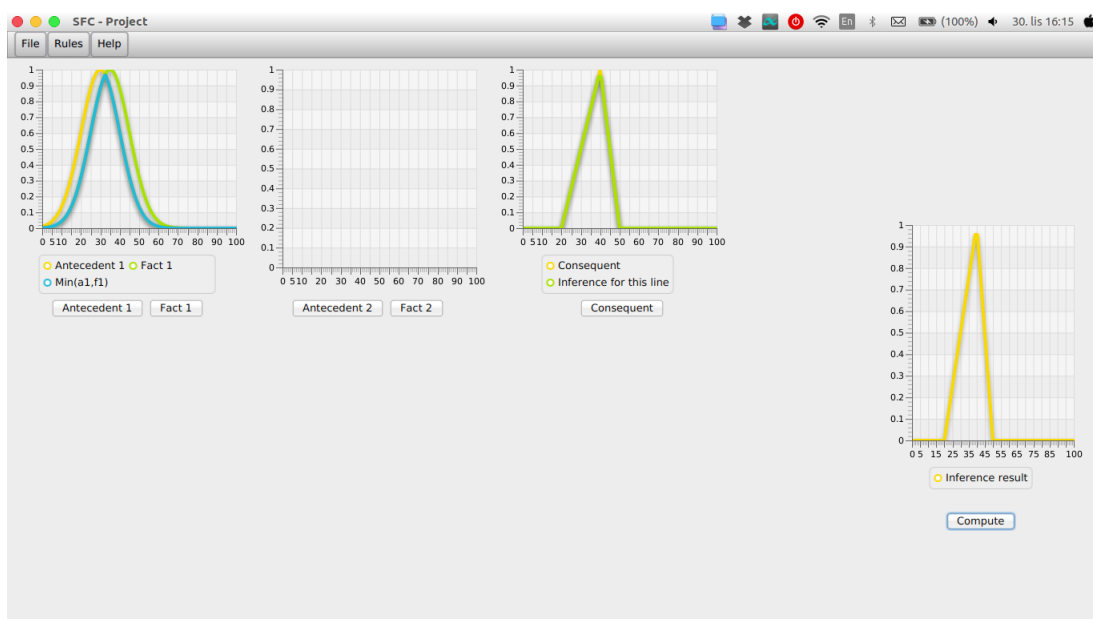 SFC - Project
En (100%) 30. lis 16:15
File Rules Help
1
0.9
0.8
0.7
0.6
0.5
0.4
0.3
0.2
0.1
0
0 5 10 20 30 40 50 60 70 80 90 100
Antecedent 1 Fact 1
Min(a1,f1)
Antecedent 1 Fact 1
1
0.9
0.8
0.7
0.6
0.5
0.4
0.3
0.2
0.1
0
0 5 10 20 30 40 50 60 70 80 90 100
Antecedent 2 Fact 2
1
0.9
0.8
0.7
0.6
0.5
0.4
0.3
0.2
0.1
0
0 5 10 20 30 40 50 60 70 80 90 100
Consequent
Inference for this line
Consequent
1
0.9
0.8
0.7
0.6
0.5
0.4
0.3
0.2
0.1
0
0 5 15 25 35 45 55 65 75 85 100
Inference result
Compute